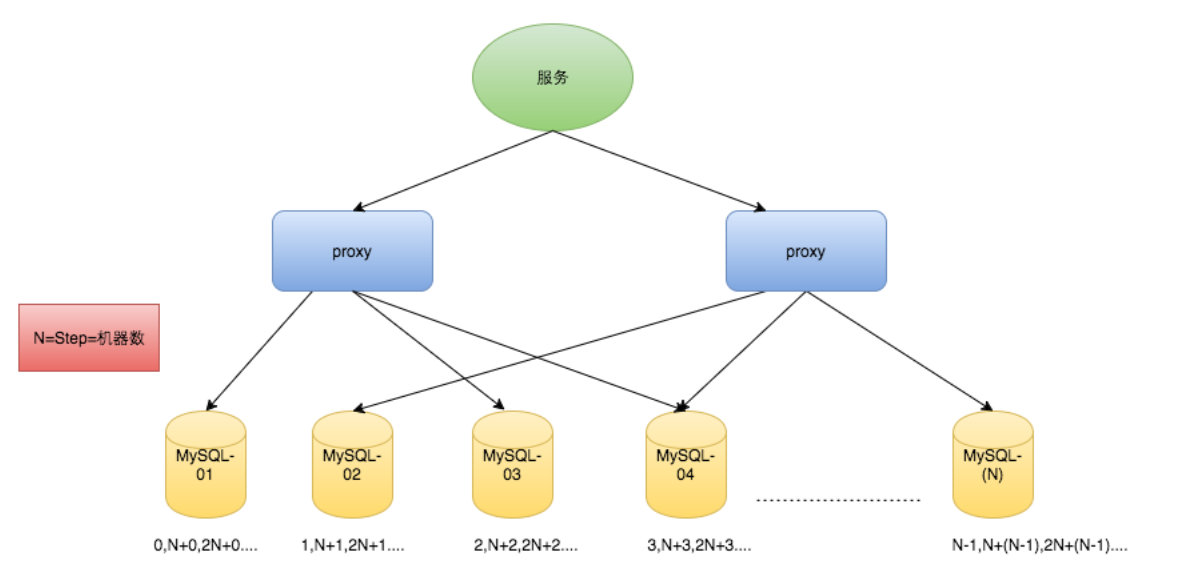 服务
proxy
proxy
N=Step=机器数
MySQL-
01
MySQL-
02
MySQL-
03
MySQL-
04
MySQL-
(N)
0,N+0,2N+0....
1,N+1,2N+1....
2,N+2,2N+2....
3,N+3,2N+3....
N-1,N+(N-1),2N+(N-1)....